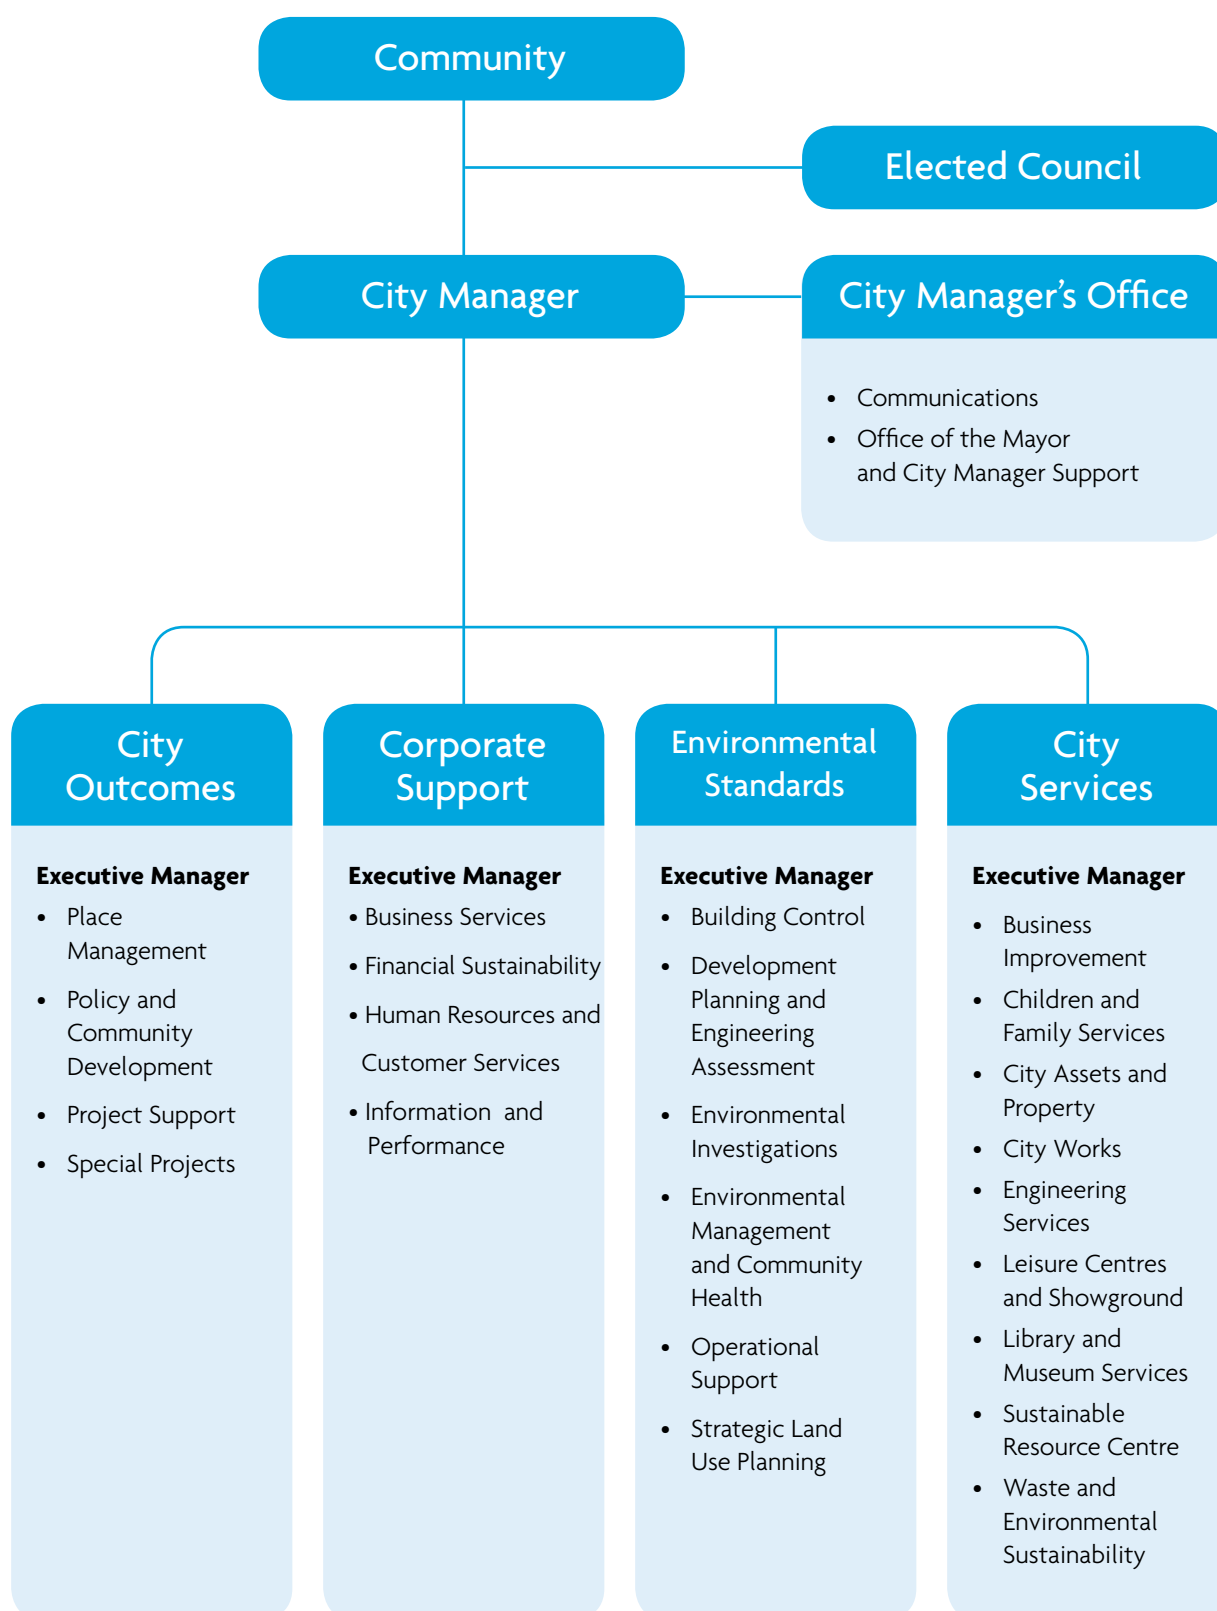 Community
Elected Council
City Manager
City Manager’s Office
• Communications
• Office of the Mayor
and City Manager Support
City
Outcomes
Executive Manager
• Place
Management
• Policy and
Community
Development
• Project Support
• Special Projects
Corporate
Support
Executive Manager
• Business Services
• Financial Sustainability
• Human Resources and
Customer Services
• Information and
Performance
Environmental
Standards
Executive Manager
• Building Control
• Development
Planning and
Engineering
Assessment
• Environmental
Investigations
• Environmental
Management
and Community
Health
• Operational
Support
• Strategic Land
Use Planning
City
Services
Executive Manager
• Business
Improvement
• Children and
Family Services
• City Assets and
Property
• City Works
• Engineering
Services
• Leisure Centres
and Showground
• Library and
Museum Services
• Sustainable
Resource Centre
• Waste and
Environmental
Sustainability